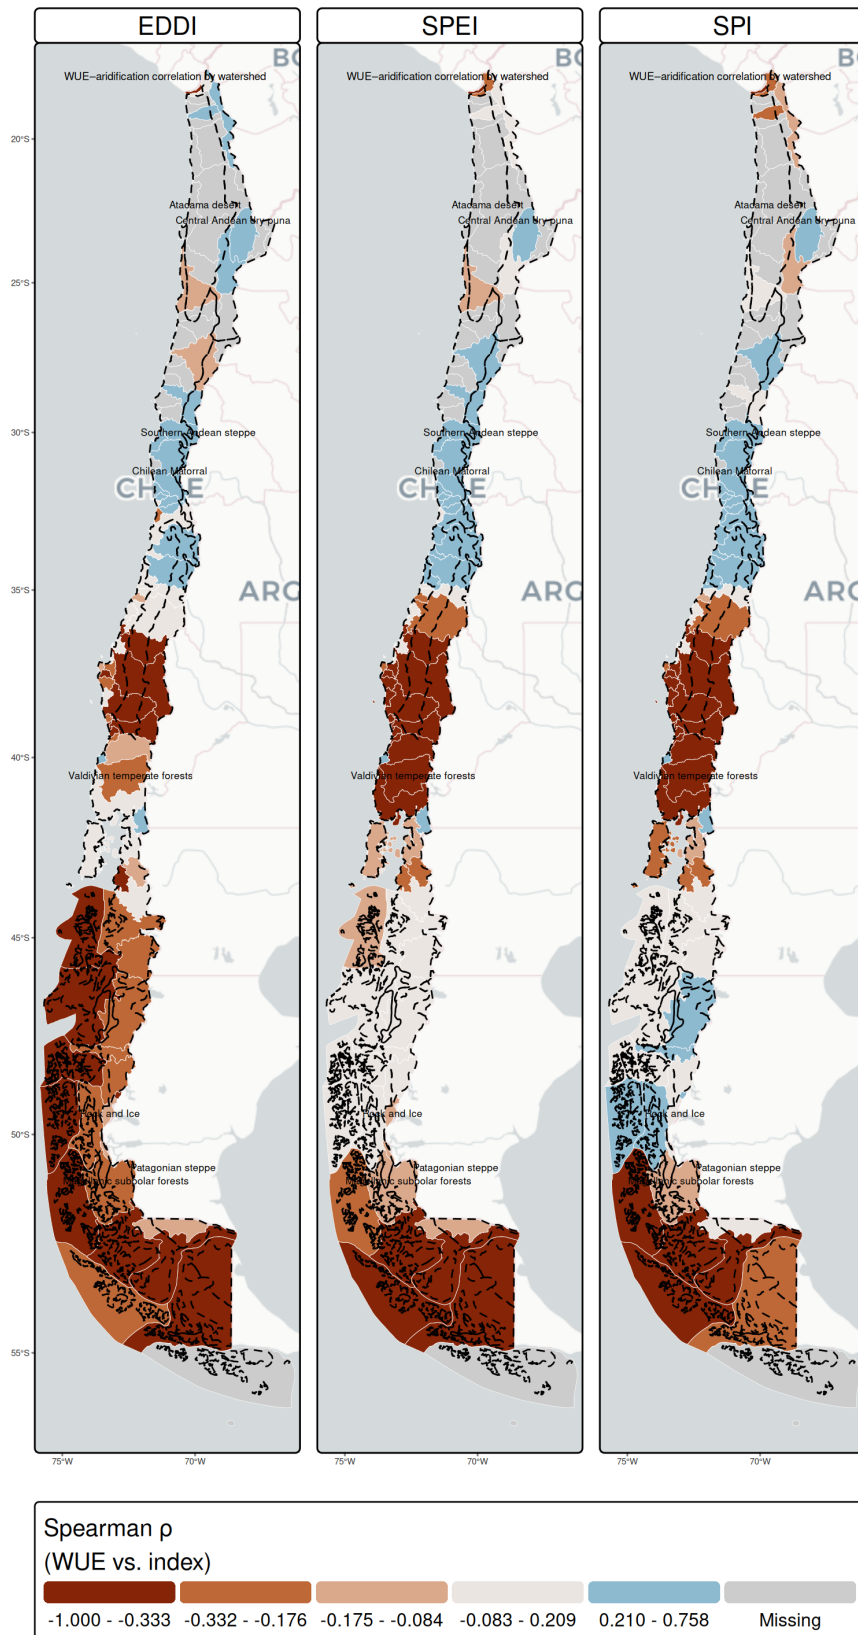 EDDI
SPEI
SPI
BO
BO
BO
WUE–aridification correlation by watershed
WUE–aridification correlation by watershed
WUE–aridification correlation by watershed
20°S
Atacama desert
Atacama desert
Atacama desert
Central Andean dry puna
Central Andean dry puna
Central Andean dry puna
25°S
30°S
Southern Andean steppe
Southern Andean steppe
Southern Andean steppe
Chilean Matorral
Chilean Matorral
Chilean Matorral
CHILE
CHILE
CHILE
35°S
ARG
ARG
ARG
40°S
Valdivian temperate forests
Valdivian temperate forests
Valdivian temperate forests
45°S
Rock and Ice
Rock and Ice
Rock and Ice
50°S
Patagonian steppe
Patagonian steppe
Patagonian steppe
subpolar forests
subpolar forests
subpolar forests
55°S
75°W
70°W
75°W
70°W
75°W
70°W
Spearman ρ
(WUE vs. index)
-1.000 - -0.333
-0.332 - -0.176
-0.175 - -0.084
-0.083 - 0.209
0.210 - 0.758
Missing